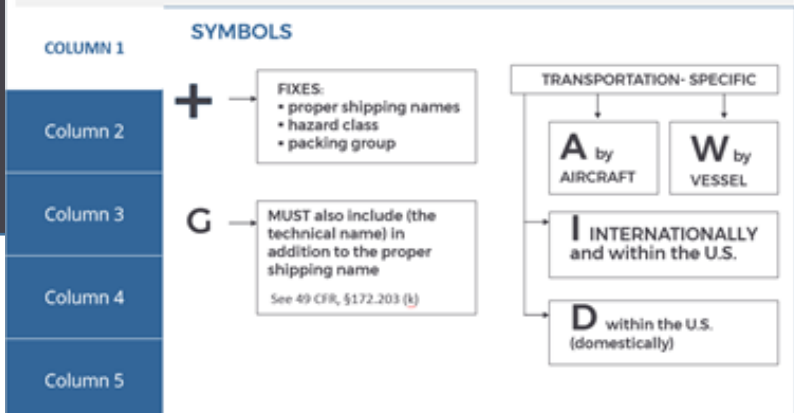 COLUMN 1
Column 2
Column 3
Column 4
Column 5
SYMBOLS
+
FIXES:
▪ proper shipping names
▪ hazard class
▪ packing group
G
MUST also include (the
technical name) in
addition to the proper
shipping name
See 49 CFR, §172.203 (k)
TRANSPORTATION- SPECIFIC
A by
AIRCRAFT
W by
VESSEL
I INTERNATIONALLY
and within the U.S.
D within the U.S.
(domestically)